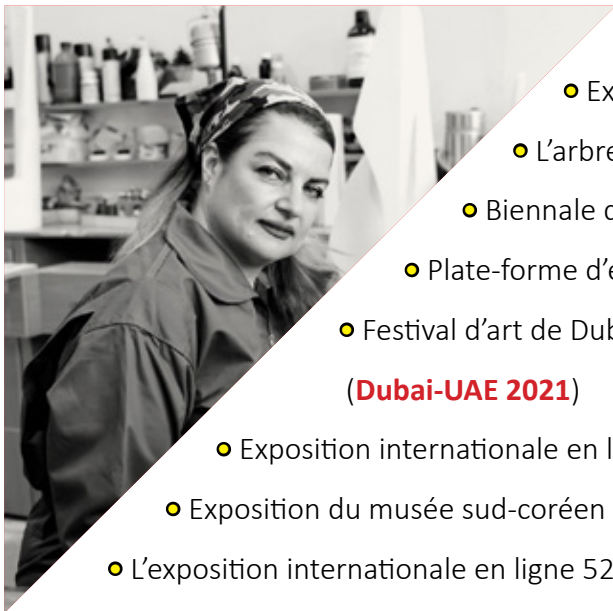 Ex
L’arbre
Biennale d
Plate-forme d’e
Festival d’art de Dub
(Dubai-UAE 2021)
Exposition internationale en l
Exposition du musée sud-coréen
L’exposition internationale en ligne 52